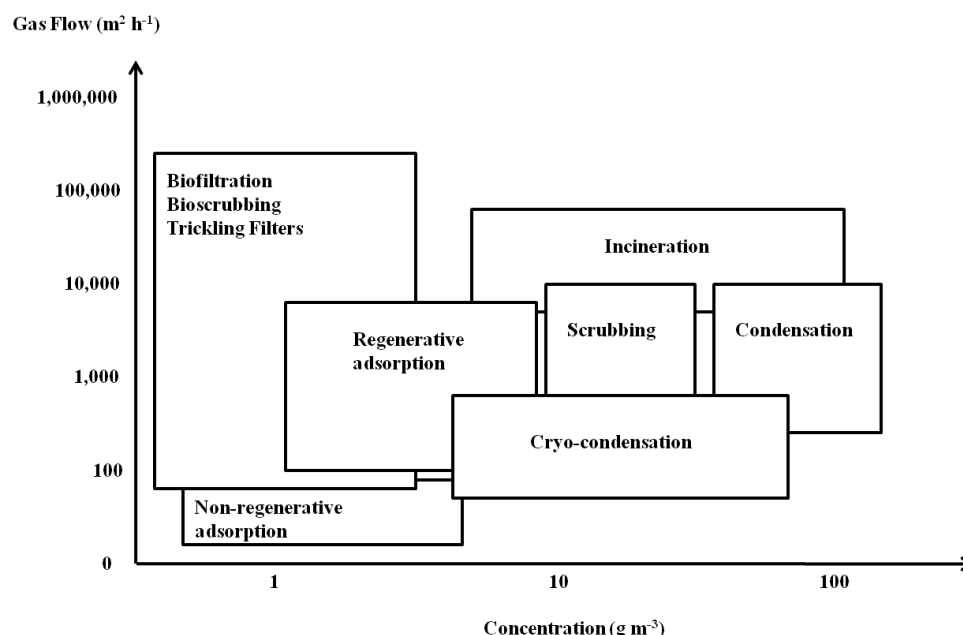 Gas Flow (m² h⁻¹)
1,000,000
100,000
10,000
1,000
100
0
Biofiltration
Bioscrubbing
Trickling Filters
Incineration
Regenerative
adsorption
Scrubbing
Condensation
Cryo-condensation
Non-regenerative
adsorption
1
10
100
Concentration (g m⁻³)